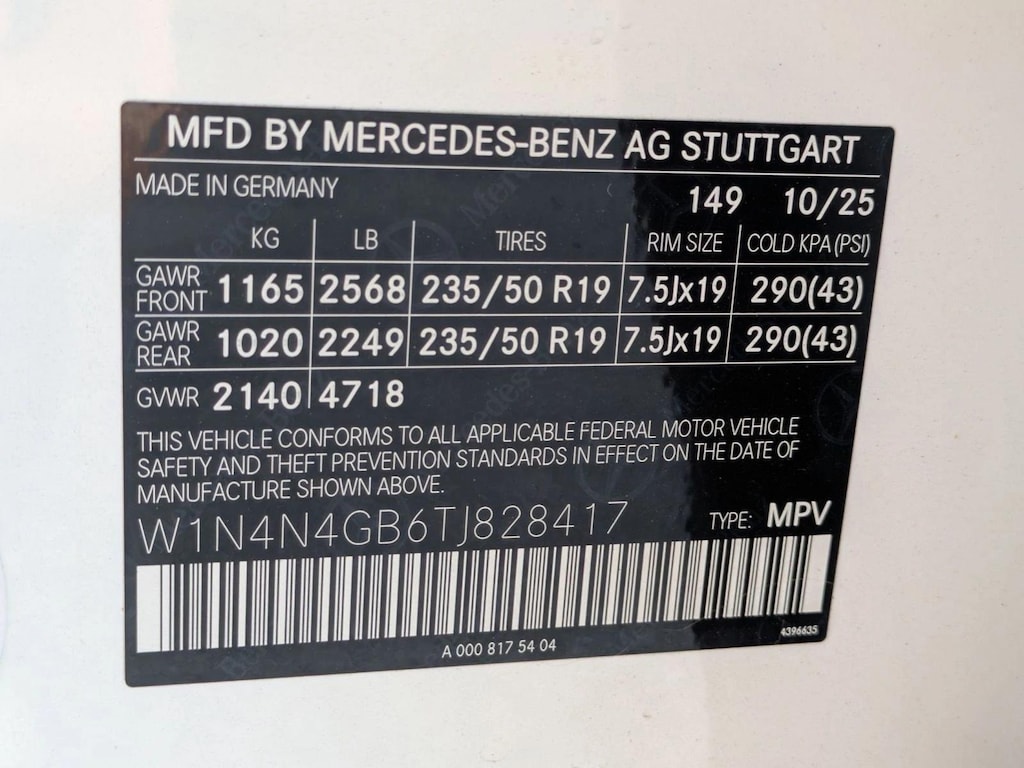 MFD BY MERCEDES-BENZ AG STUTTGART
MADE IN GERMANY 149 10/25
KG LB TIRES RIM SIZE COLD KPA (PSI)
GAWR FRONT 1165 2568 235/50 R19 7.5Jx19 290(43)
GAWR REAR 1020 2249 235/50 R19 7.5Jx19 290(43)
GVWR 2140 4718
THIS VEHICLE CONFORMS TO ALL APPLICABLE FEDERAL MOTOR VEHICLE
SAFETY AND THEFT PREVENTION STANDARDS IN EFFECT ON THE DATE OF
MANUFACTURE SHOWN ABOVE.
W1N4N4GB6TJ828417 TYPE: MPV
4396635
A 000 817 54 04